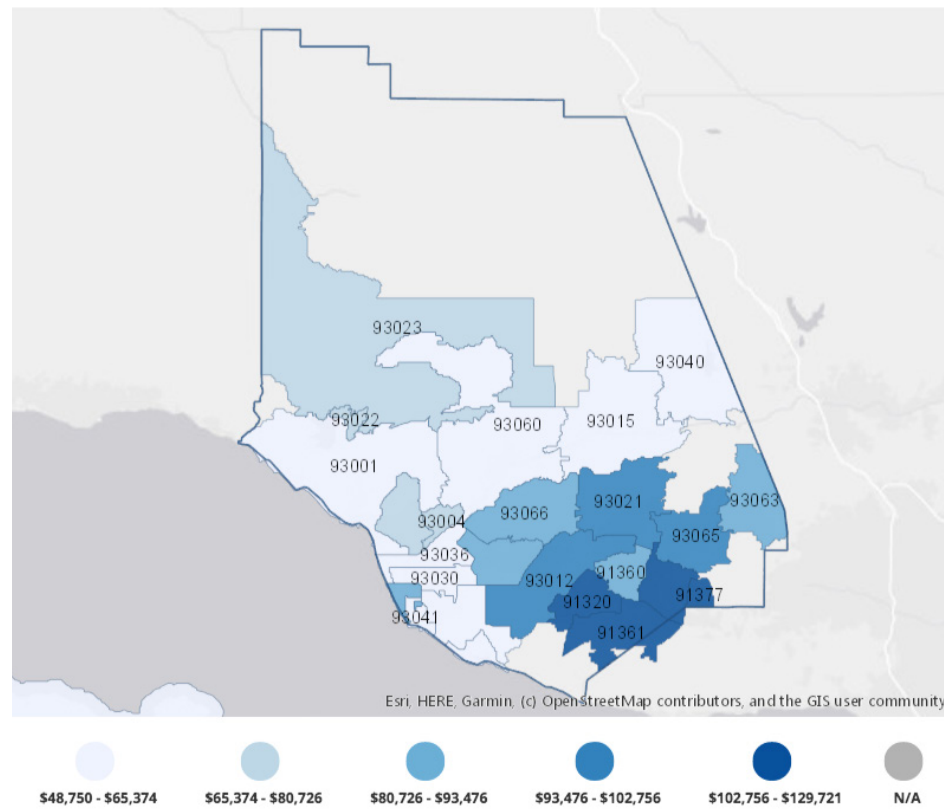 93023
93040
93022
93060
93015
93001
93004
93066
93021
93063
93065
93036
93030
93012
91360
91377
91320
93041
91361
Esri, HERE, Garmin, (c) OpenStreetMap contributors, and the GIS user community
$48,750 - $65,374
$65,374 - $80,726
$80,726 - $93,476
$93,476 - $102,756
$102,756 - $129,721
N/A